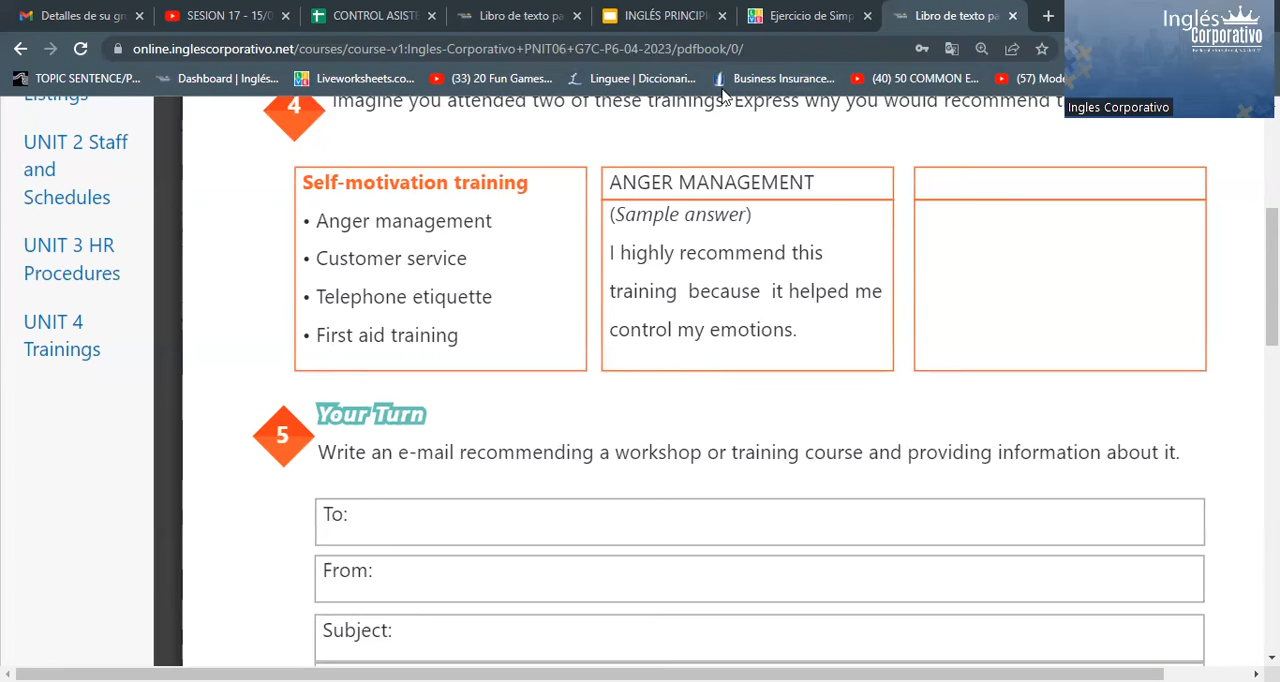 Detalles de su gr
SESION 17 - 15/0
CONTROL ASIST
Libro de texto pa
INGLÉS PRINCIPI
Ejercicio de Simp
Libro de texto pa
Inglés
Corporativo
online.inglescorporativo.net/courses/course-v1:Ingles-Corporativo+PNIT06+G7C-P6-04-2023/pdfbook/0/
TOPIC SENTENCE/P...
Dashboard | Inglés...
Liveworksheets.co...
(33) 20 Fun Games...
Linguee | Diccionari...
Business Insurance...
(40) 50 COMMON E...
(57) Mode
Ingles Corporativo
Listings
UNIT 2 Staff
and
Schedules
UNIT 3 HR
Procedures
UNIT 4
Trainings
4
Imagine you attended two of these trainings. Express why you would recommend t
Self-motivation training
• Anger management
• Customer service
• Telephone etiquette
• First aid training
ANGER MANAGEMENT
(Sample answer)
I highly recommend this
training because it helped me
control my emotions.
Your Turn
5
Write an e-mail recommending a workshop or training course and providing information about it.
To:
From:
Subject: